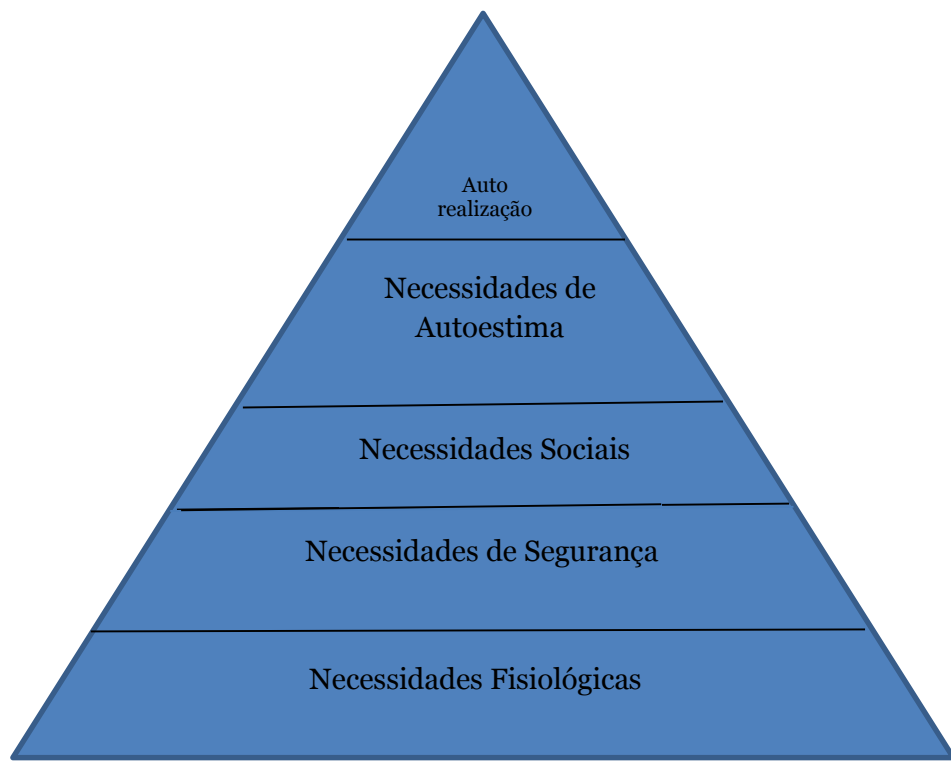 Auto
realização
Necessidades de
Autoestima
Necessidades Sociais
Necessidades de Segurança
Necessidades Fisiológicas